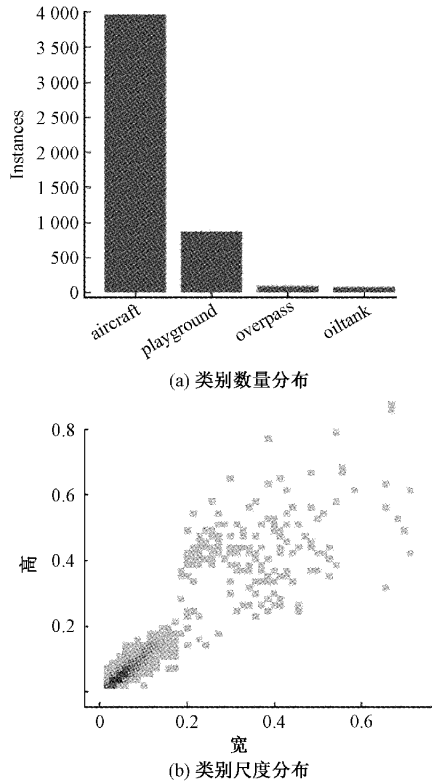 4 000
3 500
3 000
2 500
2 000
1 500
1 000
500
0
Instances
aircraft
playground
overpass
oiltank
(a) 类别数量分布
0.8
0.6
0.4
0.2
高
0
0.2
0.4
0.6
宽
(b) 类别尺度分布